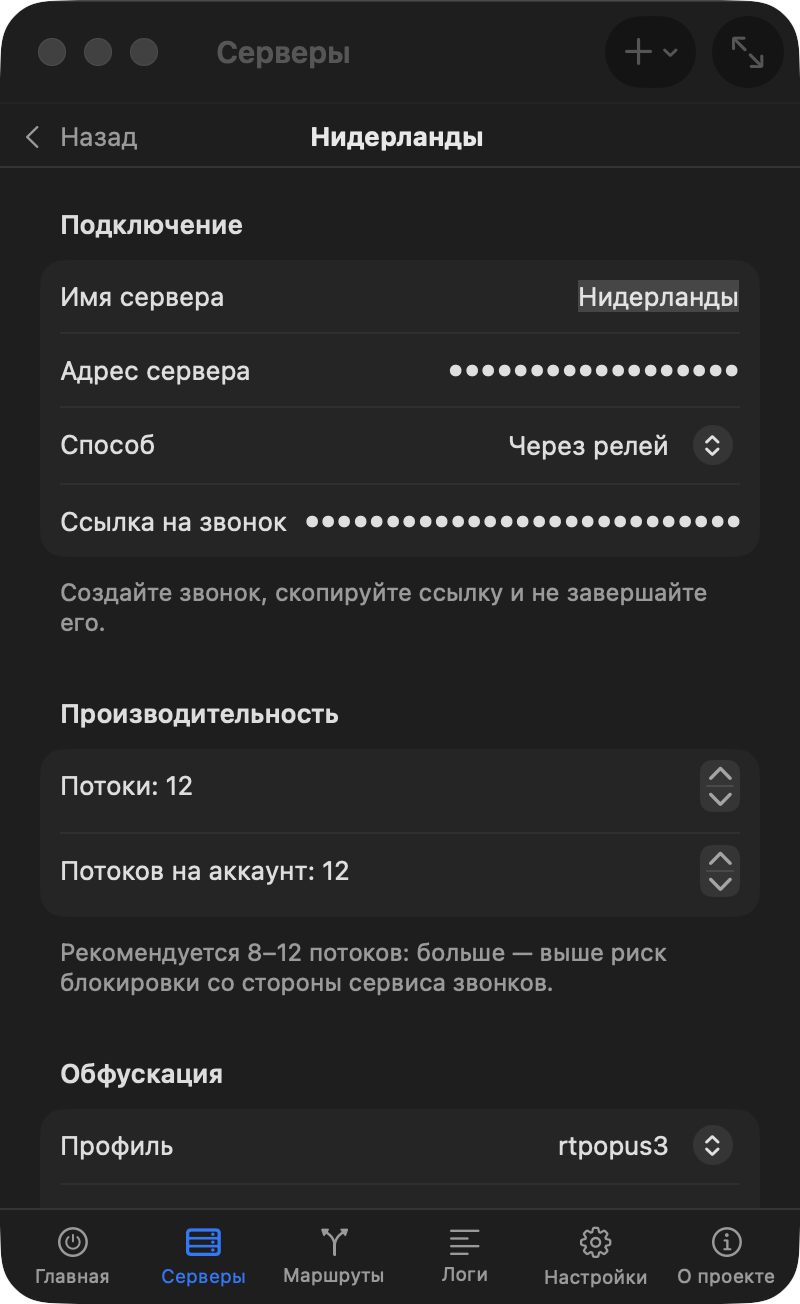 Серверы
Назад
Нидерланды
Подключение
Имя сервера
Нидерланды
Адрес сервера
••••••••••••••••••
Способ
Через релей
Ссылка на звонок
•••••••••••••••••••••••••••
Создайте звонок, скопируйте ссылку и не завершайте
его.
Производительность
Потоки: 12
Потоков на аккаунт: 12
Рекомендуется 8–12 потоков: больше — выше риск
блокировки со стороны сервиса звонков.
Обфускация
Профиль
rtpopus3
Главная
Серверы
Маршруты
Логи
Настройки
О проекте